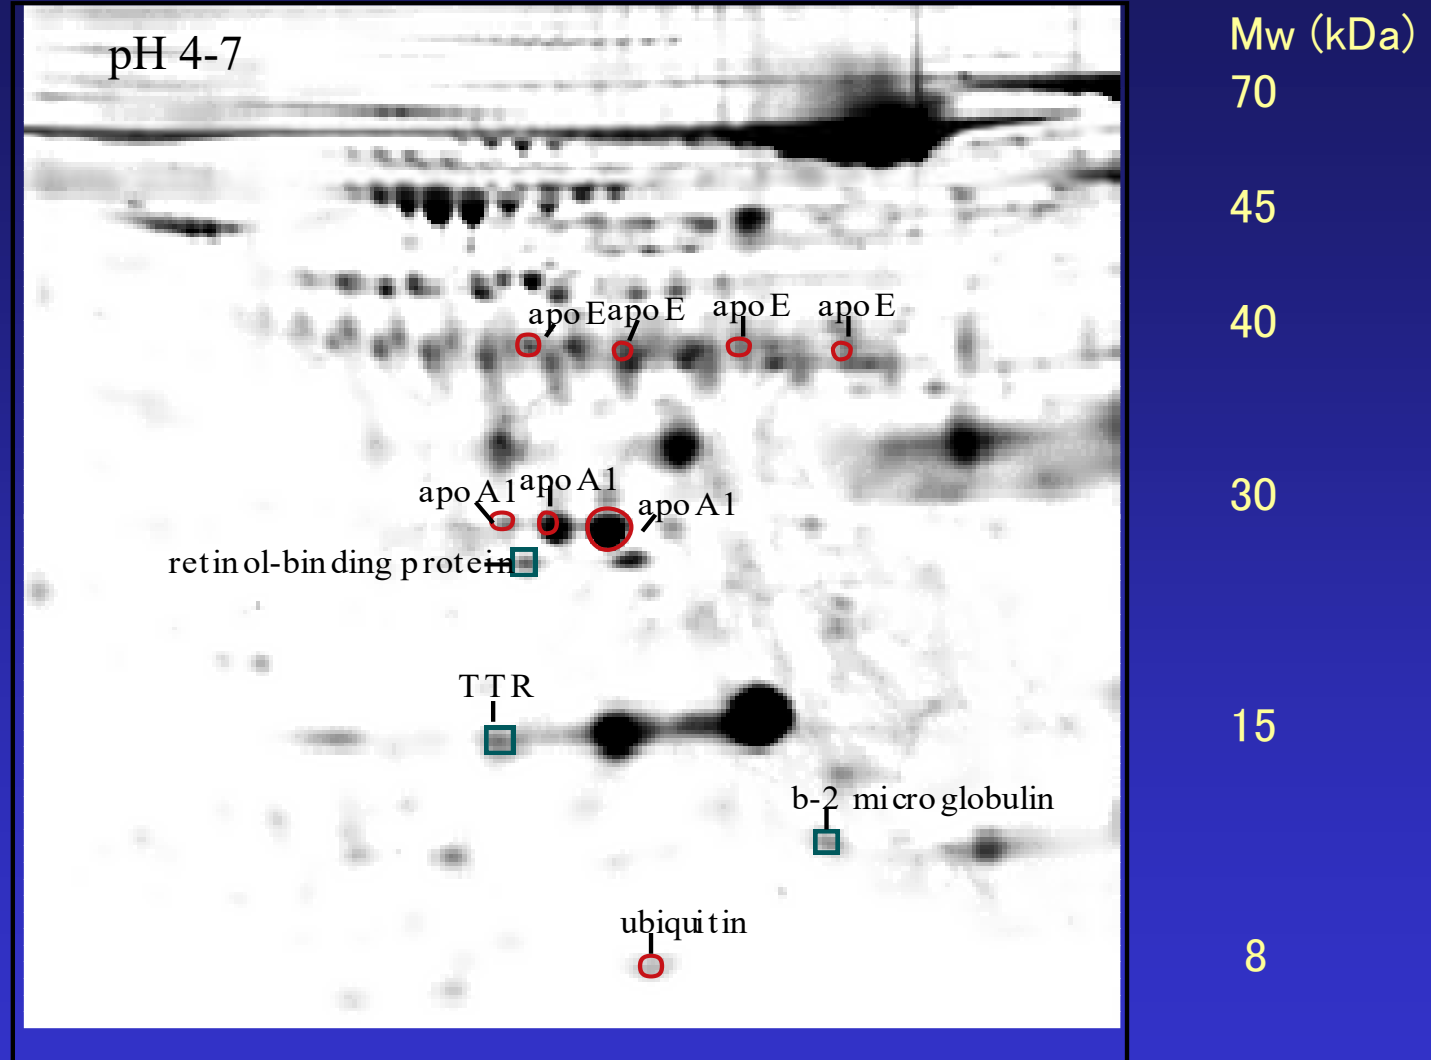 pH 4-7
Mw (kDa)
70
45
40
30
15
8
apo E
apo E
apo E
apo E
apo A1
apo A1
apo A1
retinol-binding protein
TTR
b-2 microglobulin
ubiquitin